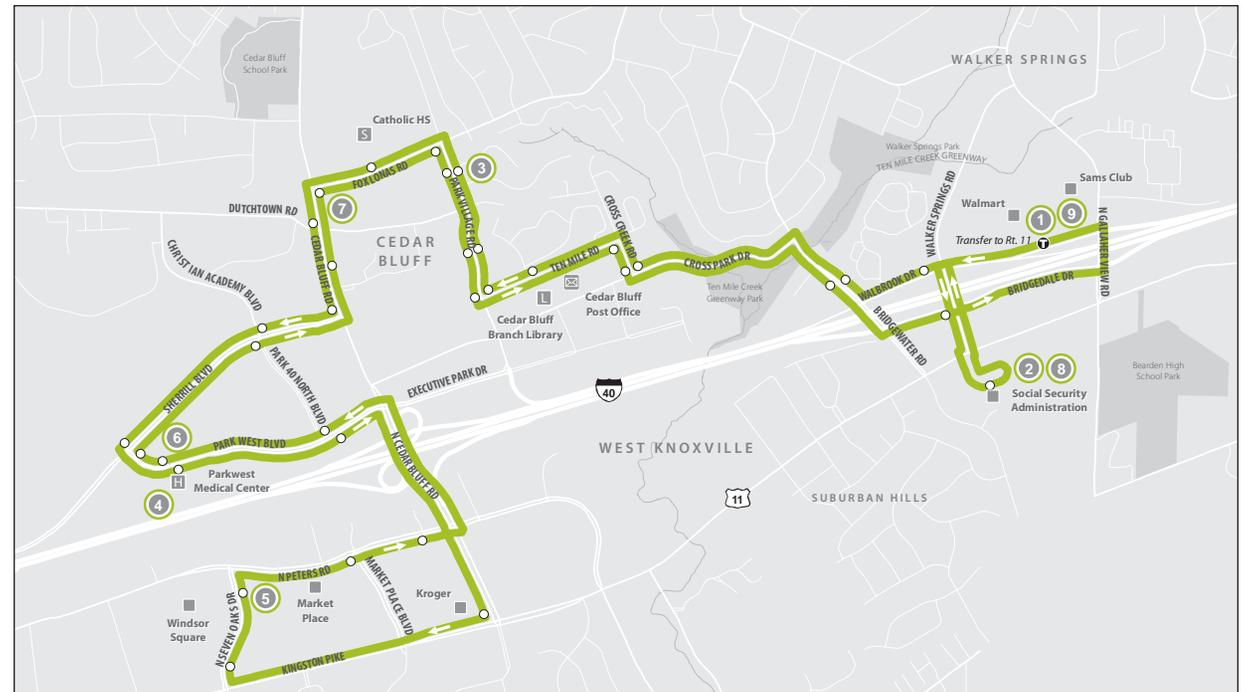 Cedar Bluff
School Park
WALKER SPRINGS
Catholic HS
S
Walker Springs Park
TEN MILE CREEK GREENWAY
3
FOX LONAS RD
Sams Club
7
DUTCHTOWN RD
PARK VILLAGE RD
CROSS CREEK RD
WALKER SPRINGS RD
Walmart
1
9
N GALLAHER VIEW RD
CEDAR
BLUFF
CHRISTIAN ACADEMY BLVD
CEDAR BLUFF RD
Transfer to Rt. 11
T
TEN MILE RD
CROSS PARK DR
WALBROOK DR
BRIDGEDALE DR
L
Cedar Bluff
Post Office
Ten Mile Creek
Greenway Park
Cedar Bluff
Branch Library
BRIDGEWATER RD
PARK 40 NORTH BLVD
SHERRILL BLVD
EXECUTIVE PARK DR
40
2
8
Social Security
Administration
Bearden High
School Park
6
PARK WEST BLVD
N CEDAR BLUFF RD
WEST KNOXVILLE
H
Parkwest
Medical Center
4
11
SUBURBAN HILLS
N PETERS RD
MARKET PLACE BLVD
5
Market
Place
Kroger
Windsor
Square
N SEVEN OAKS DR
KINGSTON PIKE